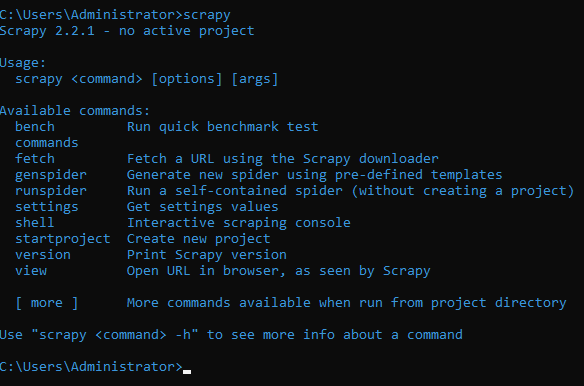 C:\Users\Administrator>scrapy
Scrapy 2.2.1 - no active project
Usage:
  scrapy <command> [options] [args]
Available commands:
  bench         Run quick benchmark test
  commands
  fetch         Fetch a URL using the Scrapy downloader
  genspider     Generate new spider using pre-defined templates
  runspider     Run a self-contained spider (without creating a project)
  settings      Get settings values
  shell         Interactive scraping console
  startproject  Create new project
  version       Print Scrapy version
  view          Open URL in browser, as seen by Scrapy
  [ more ]      More commands available when run from project directory
Use "scrapy <command> -h" to see more info about a command
C:\Users\Administrator>